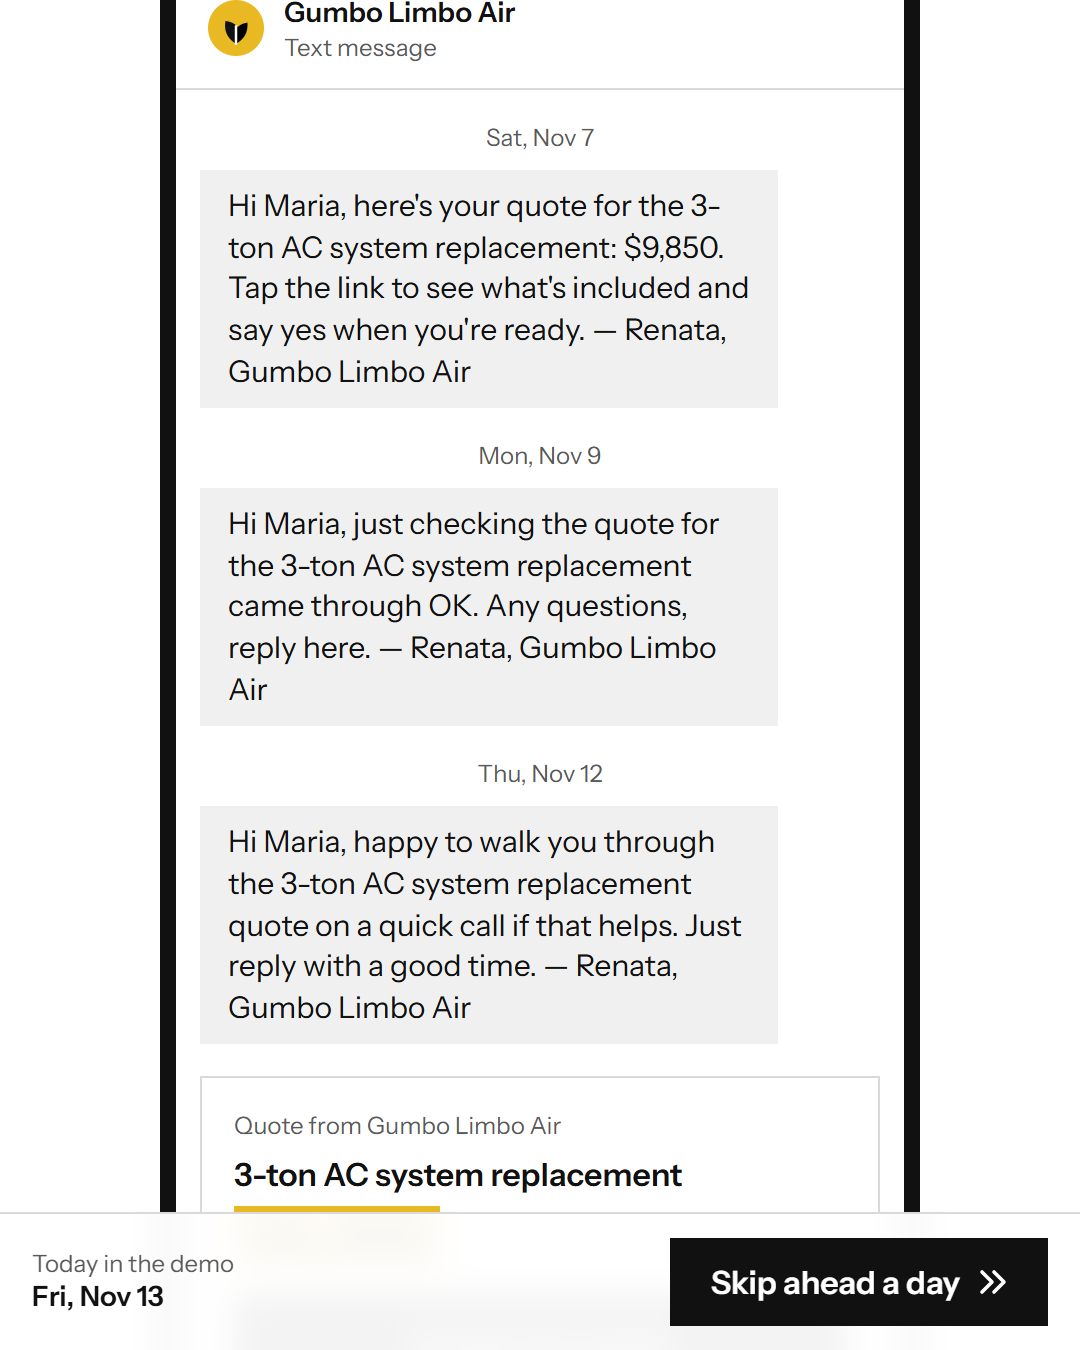 Gumbo Limbo Air
Text message
Sat, Nov 7
Hi Maria, here's your quote for the 3-
ton AC system replacement: $9,850.
Tap the link to see what's included and
say yes when you're ready. — Renata,
Gumbo Limbo Air
Mon, Nov 9
Hi Maria, just checking the quote for
the 3-ton AC system replacement
came through OK. Any questions,
reply here. — Renata, Gumbo Limbo
Air
Thu, Nov 12
Hi Maria, happy to walk you through
the 3-ton AC system replacement
quote on a quick call if that helps. Just
reply with a good time. — Renata,
Gumbo Limbo Air
Quote from Gumbo Limbo Air
3-ton AC system replacement
Today in the demo
Fri, Nov 13
Skip ahead a day